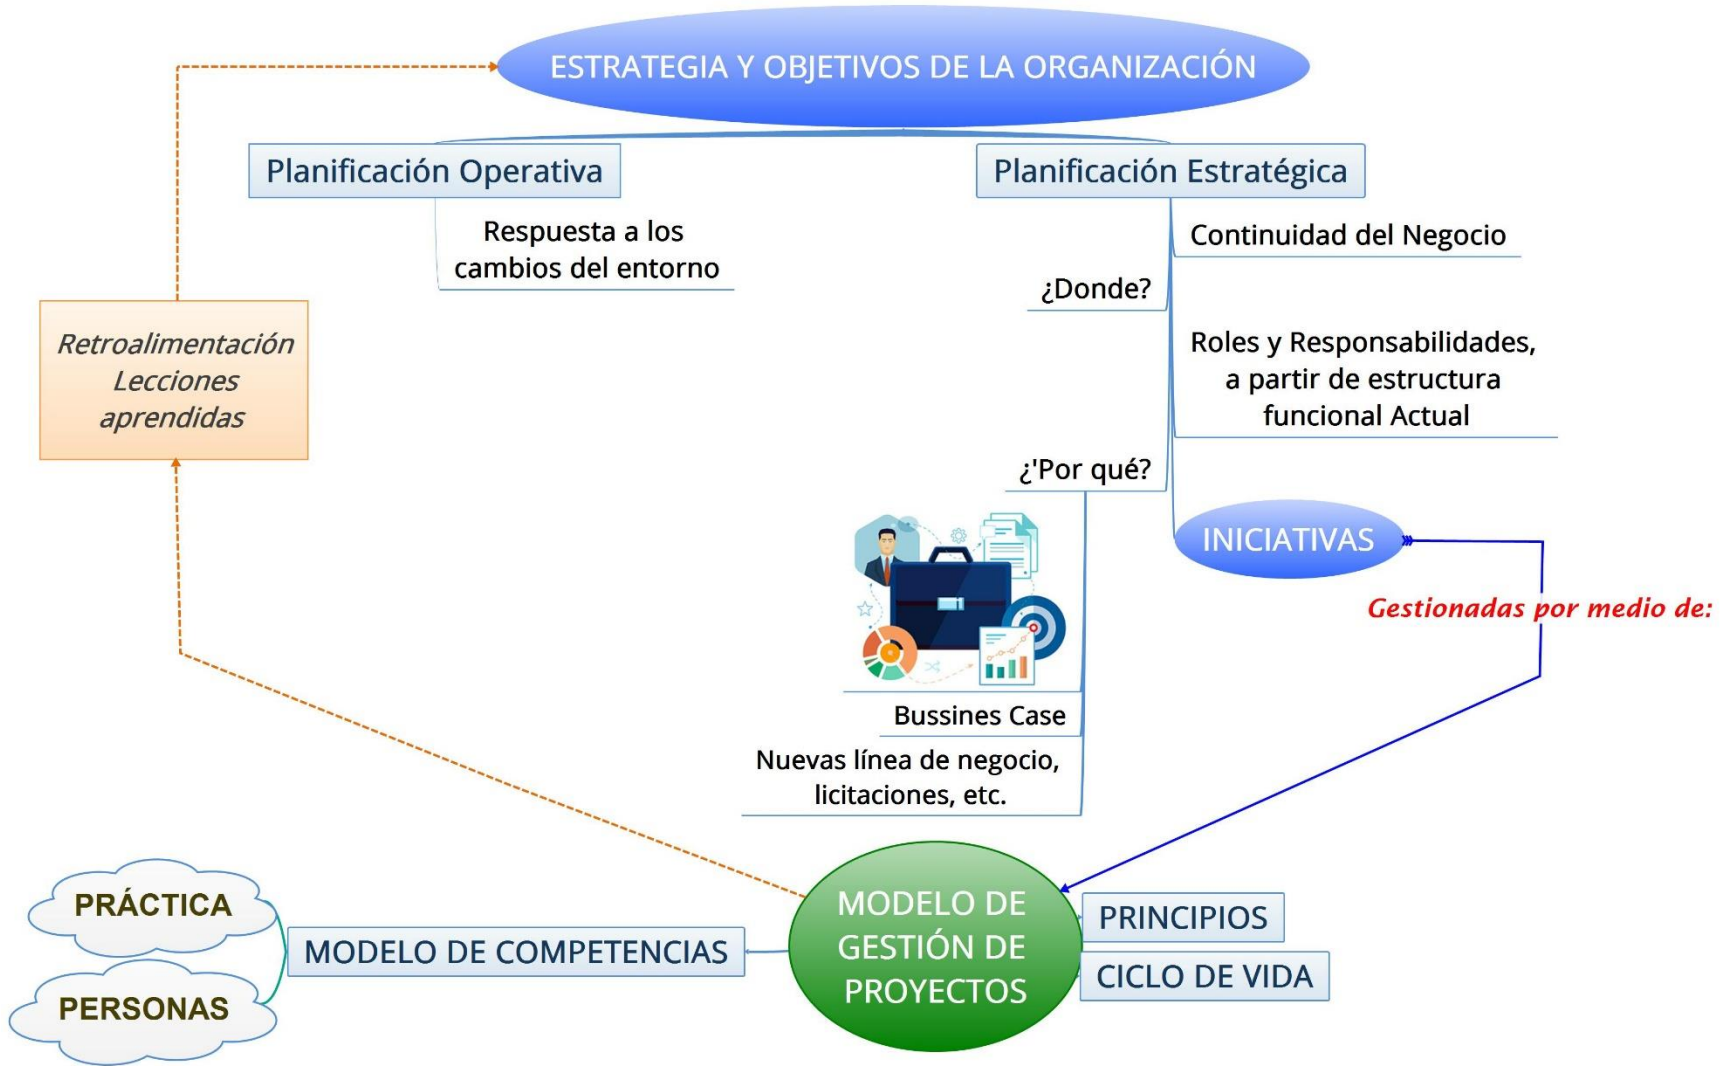 ESTRATEGIA Y OBJETIVOS DE LA ORGANIZACIÓN
Planificación Operativa
Respuesta a los
cambios del entorno
Planificación Estratégica
Continuidad del Negocio
¿Donde?
Roles y Responsabilidades,
a partir de estructura
funcional Actual
¿'Por qué?
INICIATIVAS
Gestionadas por medio de:
Bussines Case
Nuevas línea de negocio,
licitaciones, etc.
Retroalimentación
Lecciones
aprendidas
MODELO DE
GESTIÓN DE
PROYECTOS
PRINCIPIOS
CICLO DE VIDA
MODELO DE COMPETENCIAS
PRÁCTICA
PERSONAS